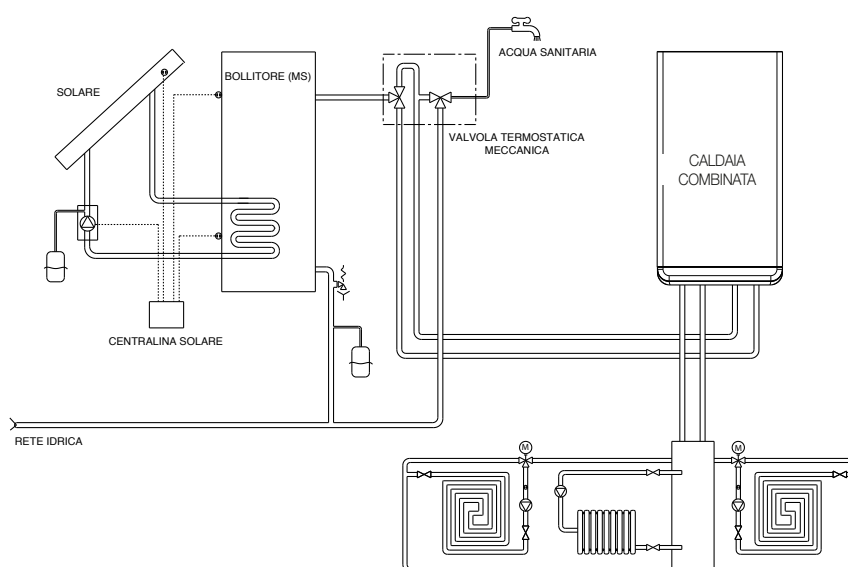 ACQUA SANITARIA
SOLARE
BOLLITORE (MS)
VALVOLA TERMOSTATICA
MECCANICA
CALDAIA
COMBINATA
CENTRALINA SOLARE
RETE IDRICA
M
M